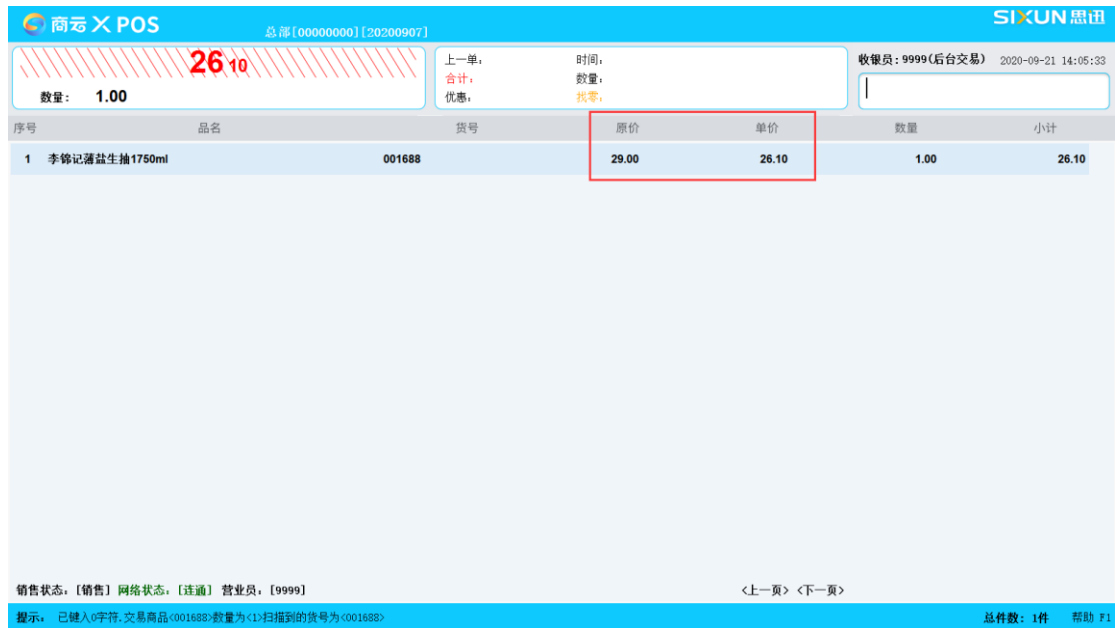 商云 X POS 总部[00000000][20200907] SIXUN 思迅
26 10
数量: 1.00
上一单: 时间:
合计: 数量:
优惠: 找零:
收银员:9999(后台交易) 2020-09-21 14:05:33
序号 品名 货号 原价 单价 数量 小计
1 李锦记薄盐生抽1750ml 001688 29.00 26.10 1.00 26.10
销售状态:[销售] 网络状态:[连通] 营业员:[9999] <上一页> <下一页>
提示: 已键入0字符.交易商品<001688>数量为<1>扫描到的货号为<001688> 总件数: 1件 帮助 F1